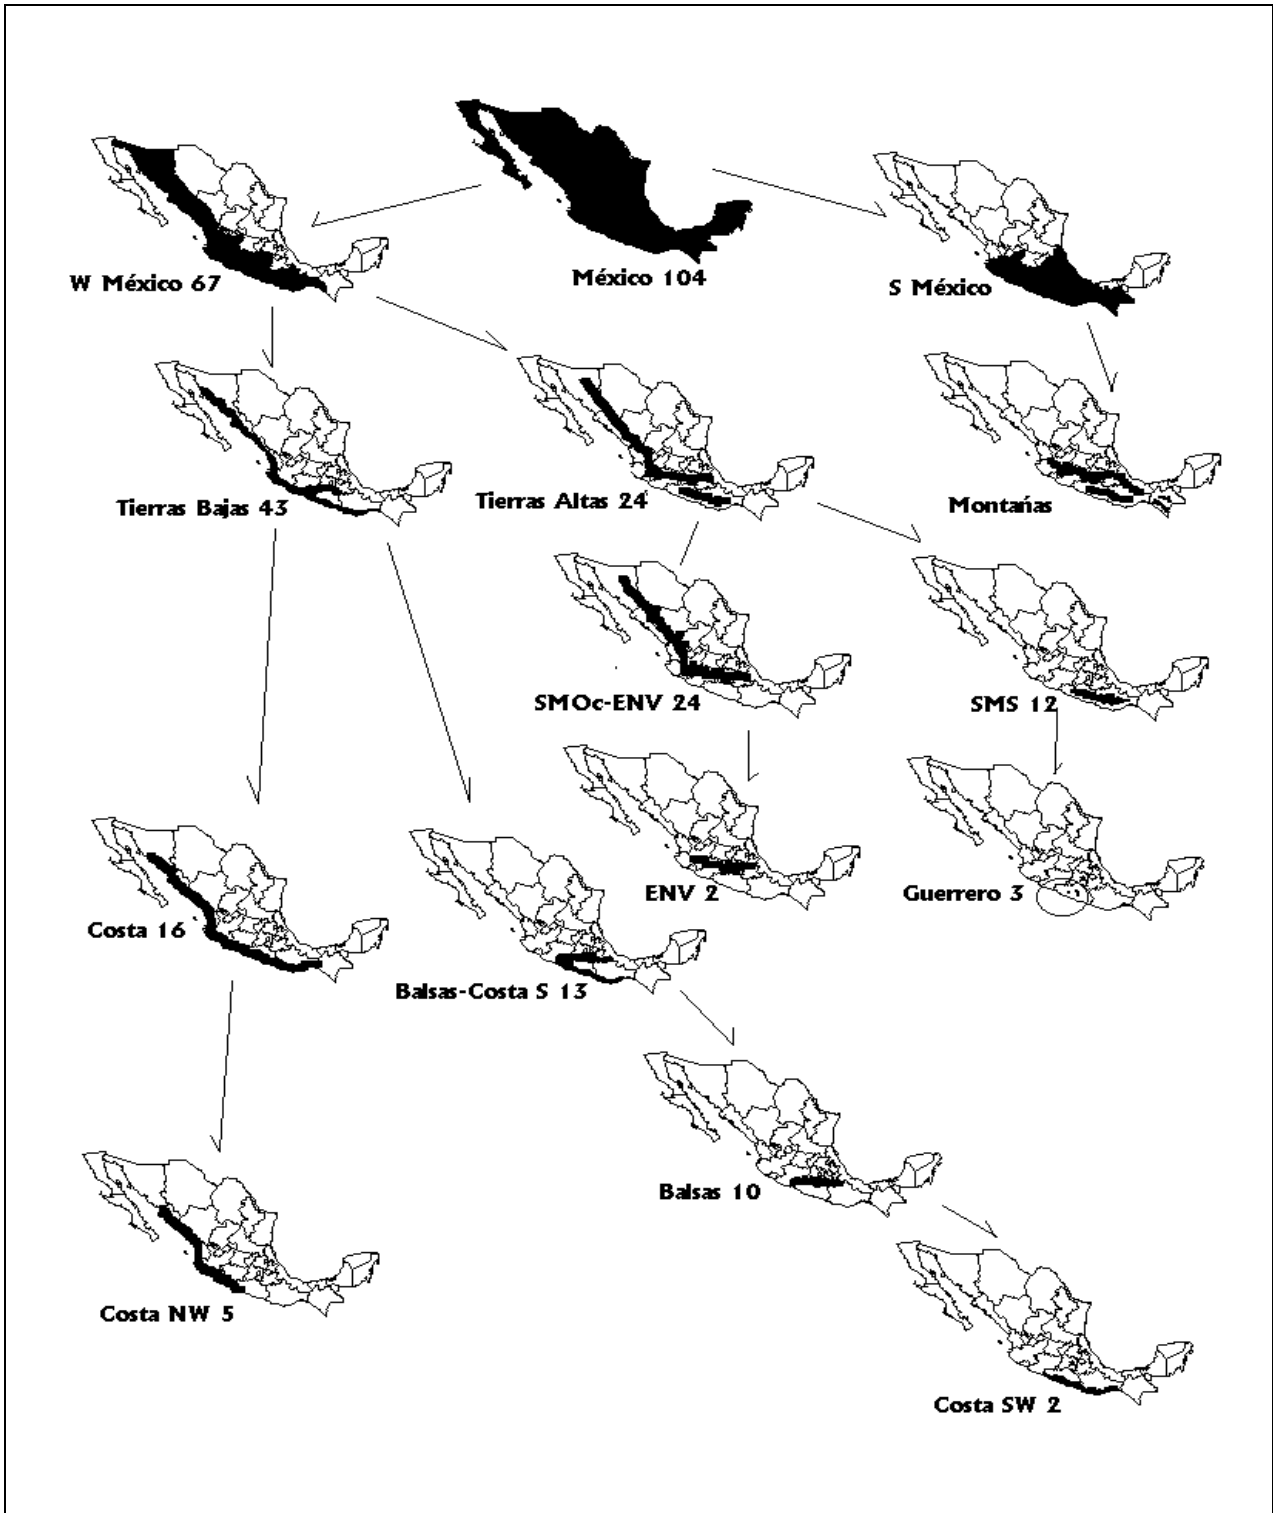 México 104
W México 67
S México
Tierras Bajas 43
Tierras Altas 24
Montañas
SMOc-ENV 24
SMS 12
ENV 2
Guerrero 3
Costa 16
Balsas-Costa S 13
Balsas 10
Costa NW 5
Costa SW 2